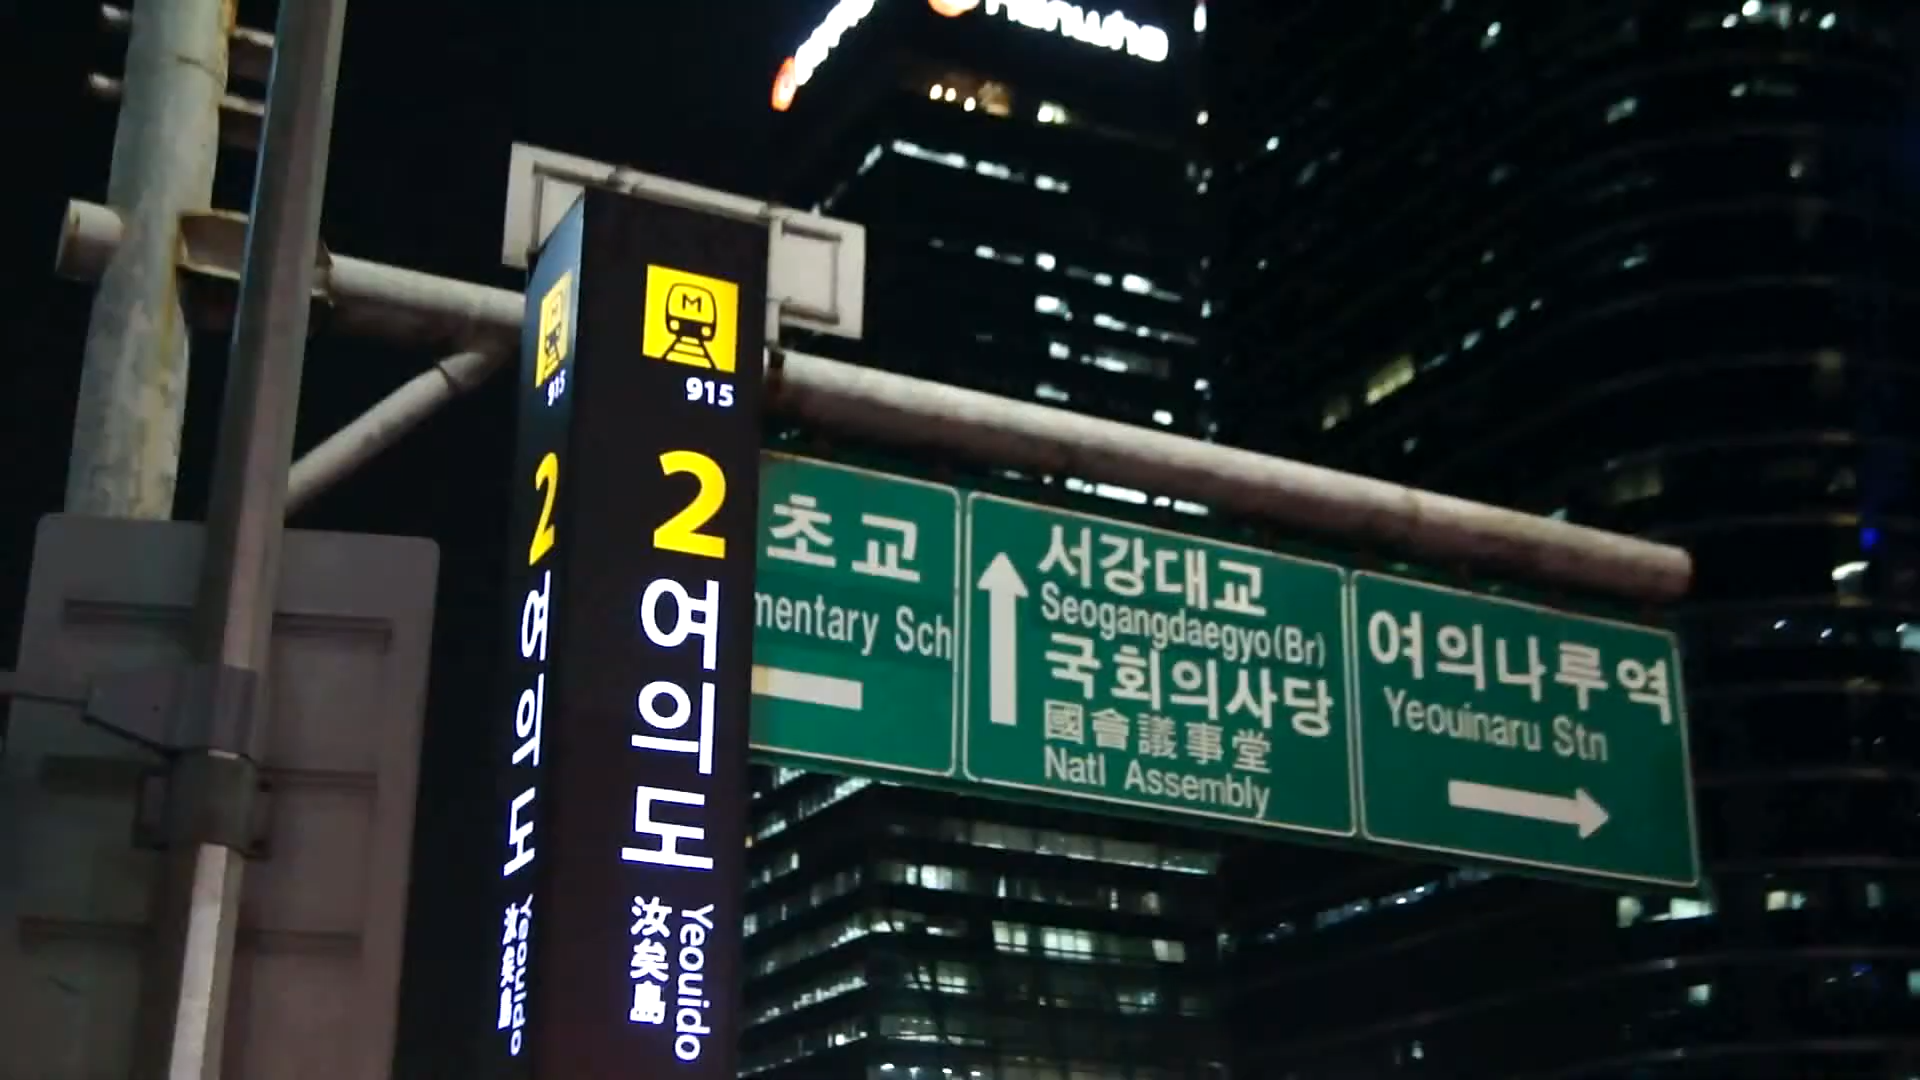 Hanwha
M
915
2
여의도
汝矣島
Yeouido
M
915
2
여의도
汝矣島
Yeouido
초교
mentary Sch
서강대교
Seogangdaegyo(Br)
국회의사당
國會議事堂
Natl Assembly
여의나루역
Yeouinaru Stn